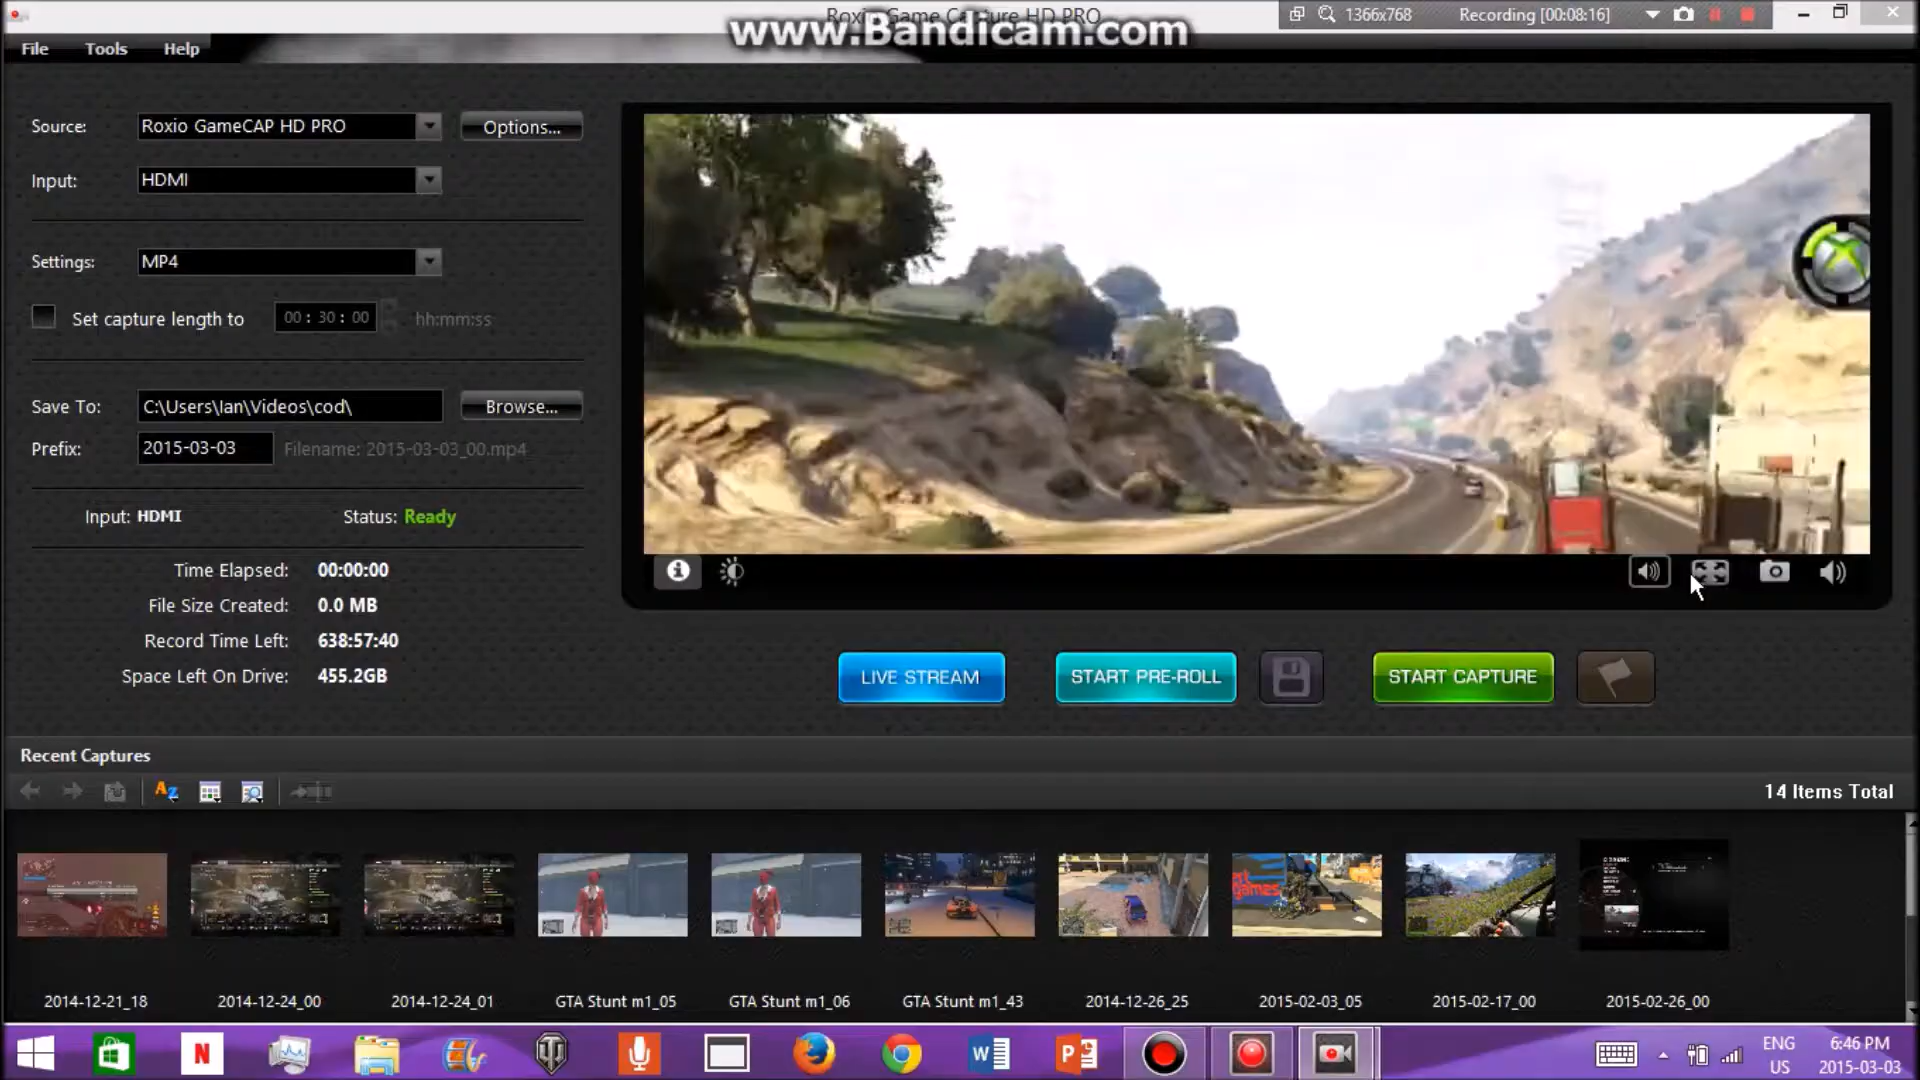 Roxio Game Capture HD PRO
www.Bandicam.com
1366x768
Recording [00:08:16]
File
Tools
Help
Source:
Roxio GameCAP HD PRO
Options...
Input:
HDMI
Settings:
MP4
Set capture length to
00 : 30 : 00
hh:mm:ss
Save To:
C:\Users\Ian\Videos\cod\
Browse...
Prefix:
2015-03-03
Filename: 2015-03-03_00.mp4
Input: HDMI
Status: Ready
Time Elapsed: 00:00:00
File Size Created: 0.0 MB
Record Time Left: 638:57:40
Space Left On Drive: 455.2GB
LIVE STREAM
START PRE-ROLL
START CAPTURE
Recent Captures
14 Items Total
2014-12-21_18
2014-12-24_00
2014-12-24_01
GTA Stunt m1_05
GTA Stunt m1_06
GTA Stunt m1_43
2014-12-26_25
2015-02-03_05
2015-02-17_00
2015-02-26_00
ENG
US
6:46 PM
2015-03-03